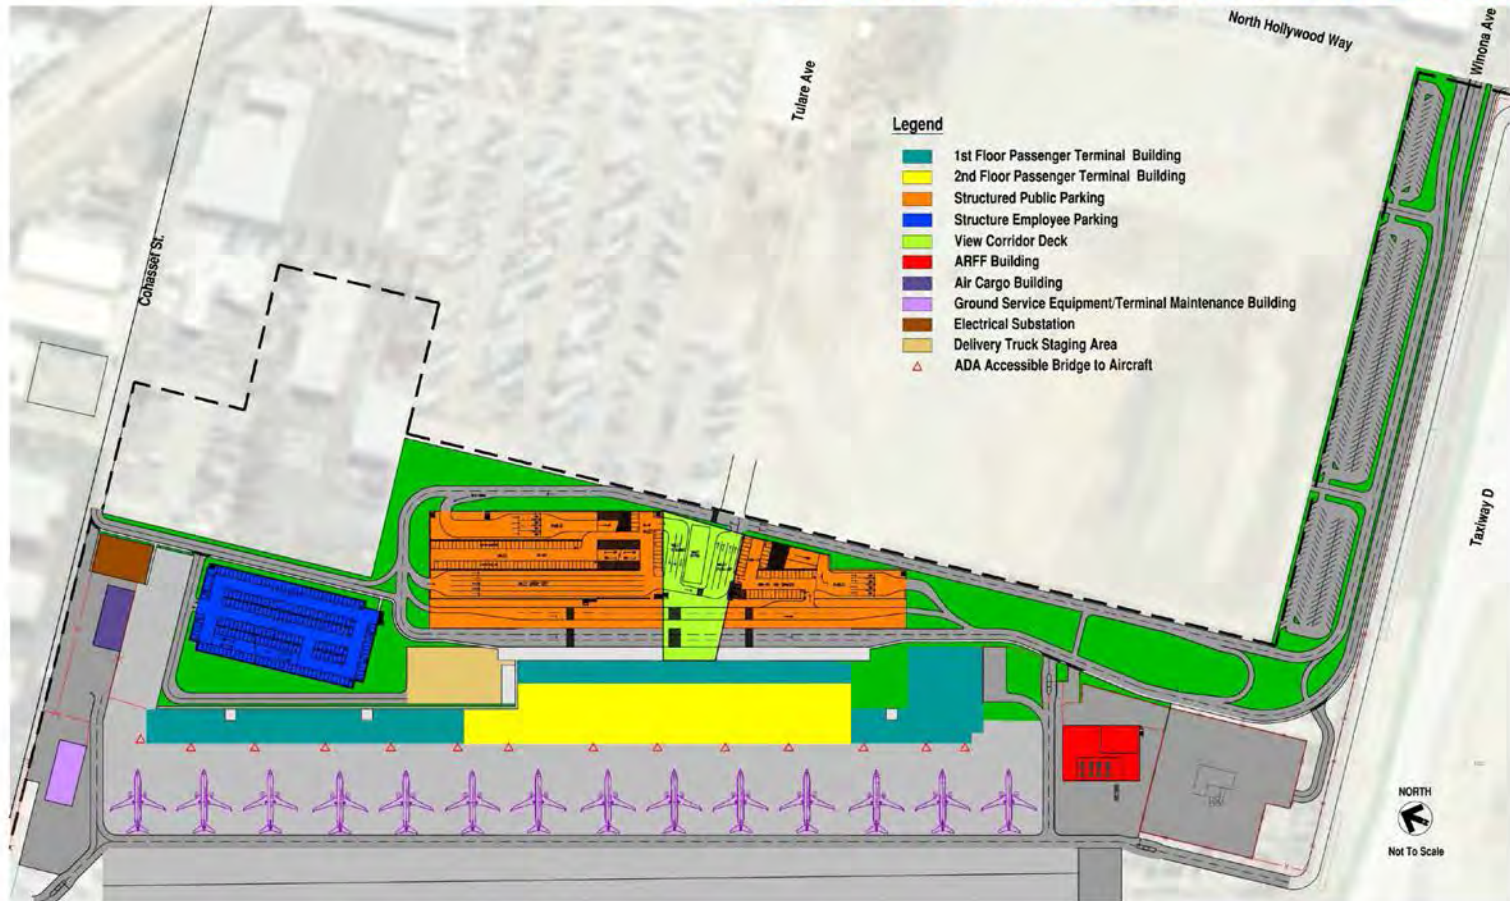 North Hollywood Way
Winona Ave
Tulare Ave
Legend
1st Floor Passenger Terminal Building
2nd Floor Passenger Terminal Building
Structured Public Parking
Structure Employee Parking
View Corridor Deck
ARFF Building
Air Cargo Building
Ground Service Equipment/Terminal Maintenance Building
Electrical Substation
Delivery Truck Staging Area
ADA Accessible Bridge to Aircraft
Cohasset St.
Taxiway D
NORTH
Not To Scale